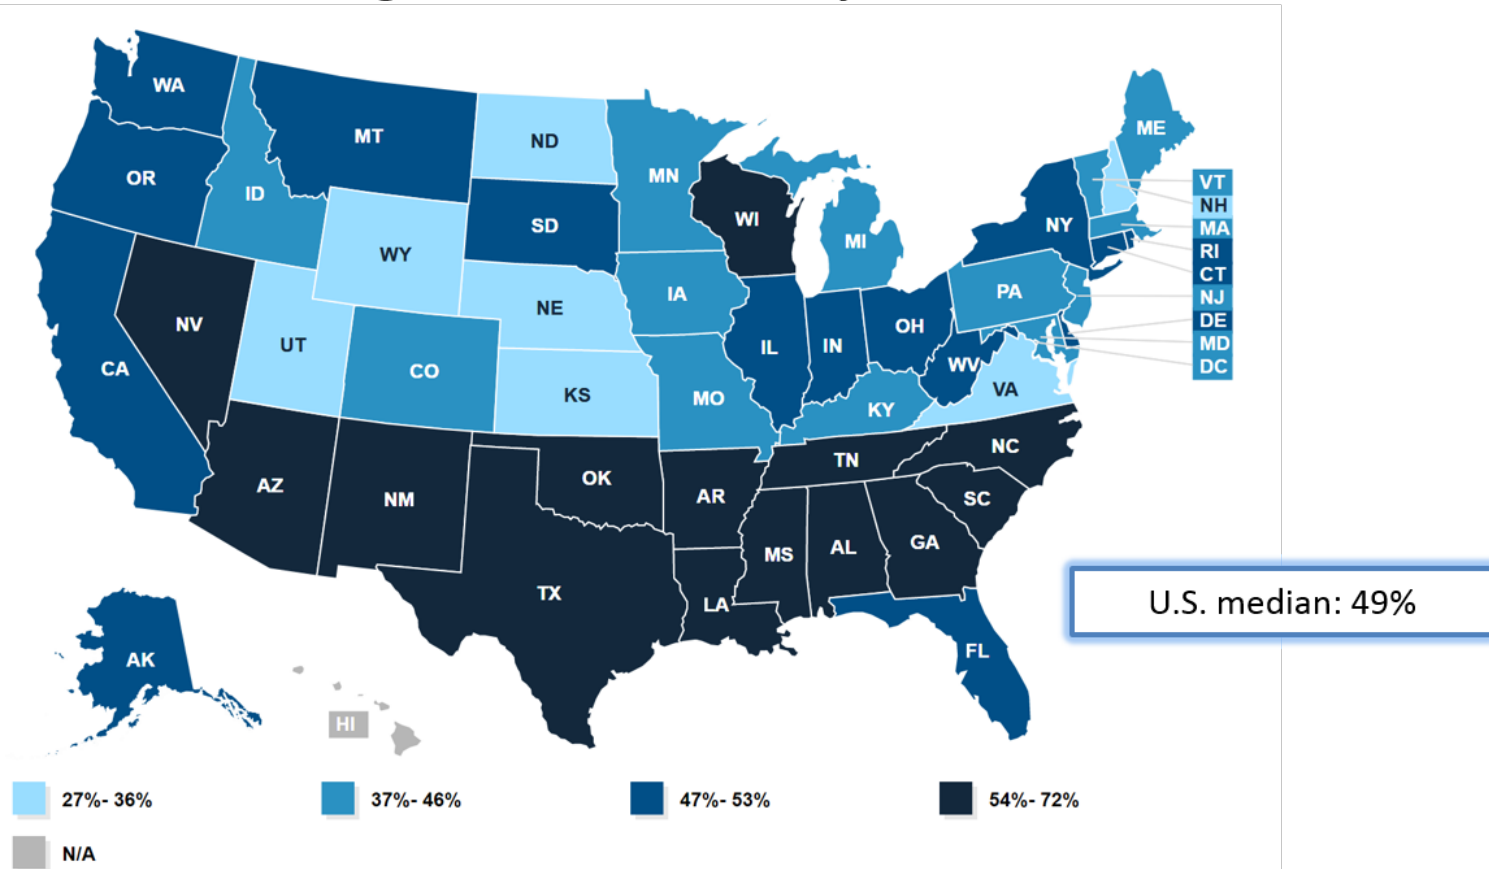 WA
MT
ND
MN
ME
OR
ID
SD
WI
MI
NY
VT
NH
MA
RI
CT
NJ
DE
MD
DC
WY
NE
IA
PA
NV
UT
CO
KS
MO
IL
IN
OH
WV
VA
KY
CA
AZ
NM
OK
AR
TN
NC
SC
TX
LA
MS
AL
GA
FL
AK
HI
U.S. median: 49%
27%- 36%
37%- 46%
47%- 53%
54%- 72%
N/A